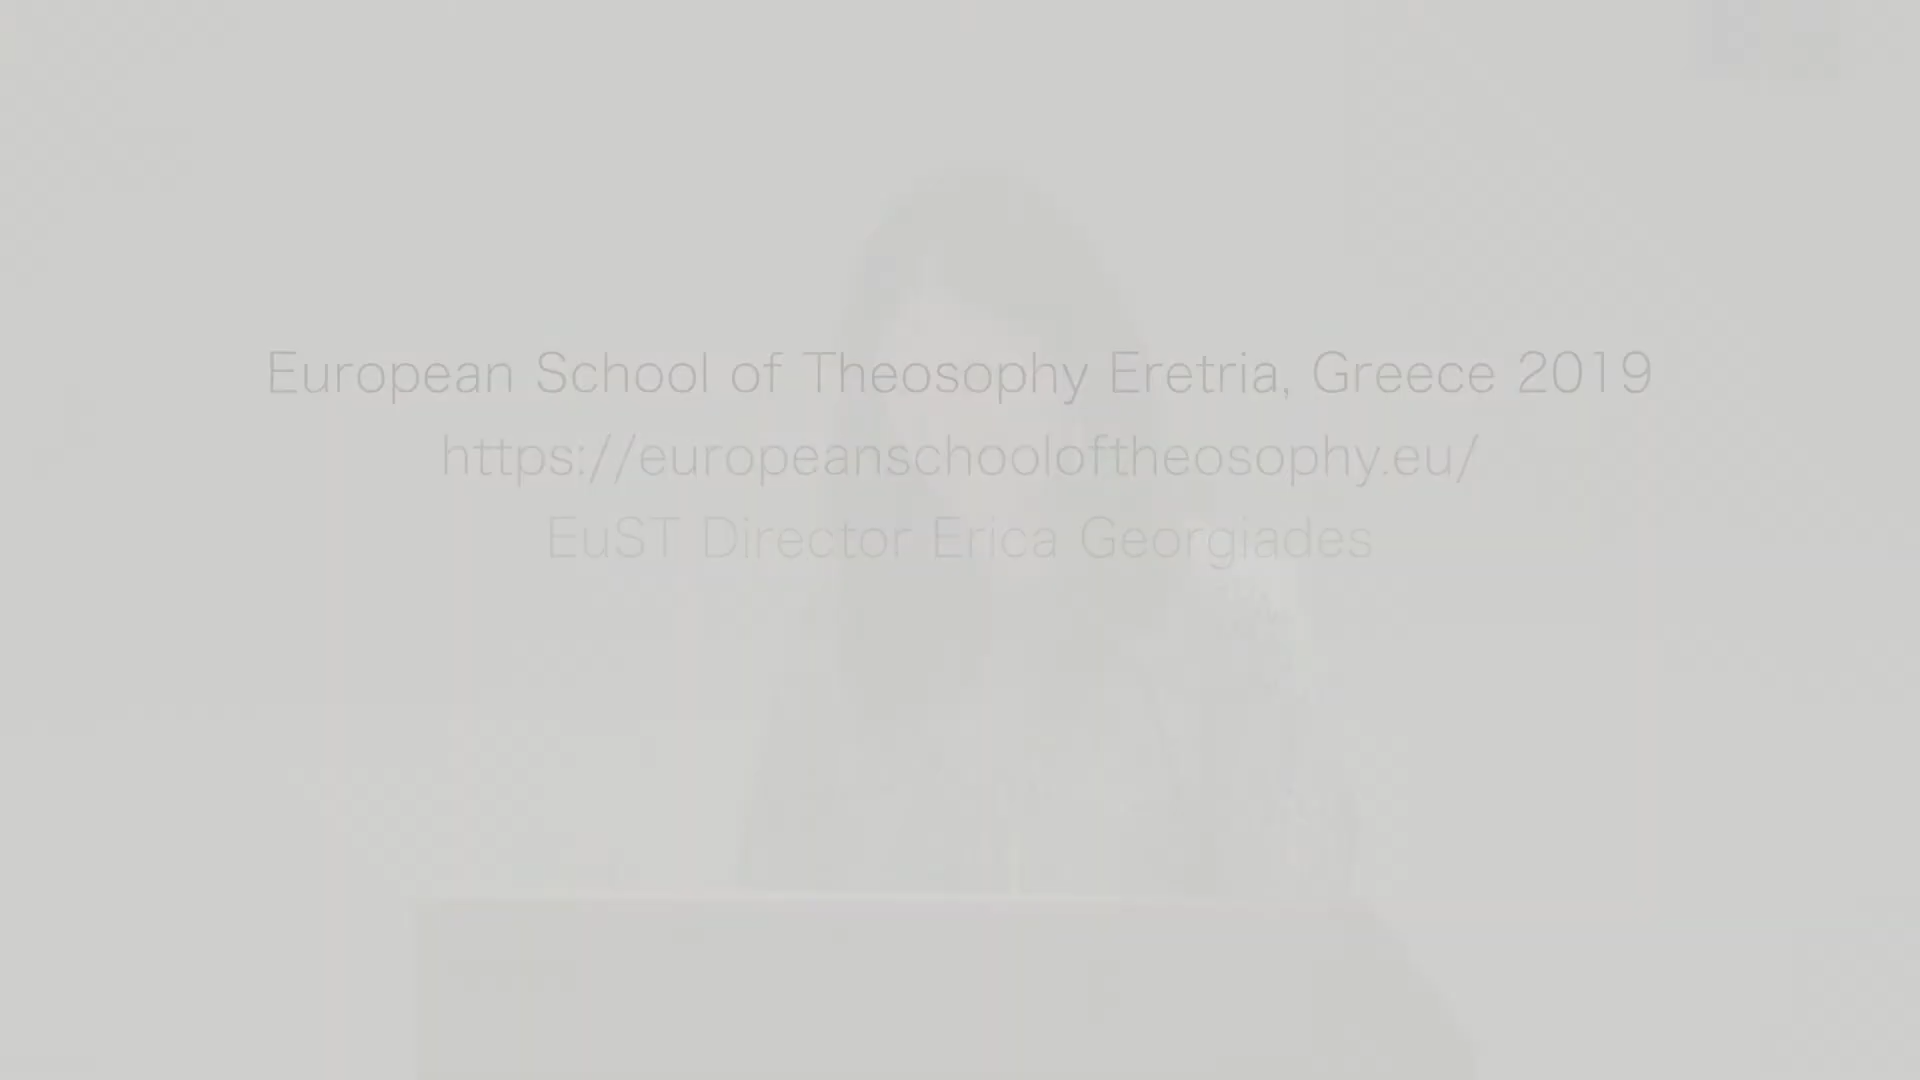 European School of Theosophy Eretria, Greece 2019
https://europeanschooloftheosophy.eu/
EuST Director Erica Georgiades